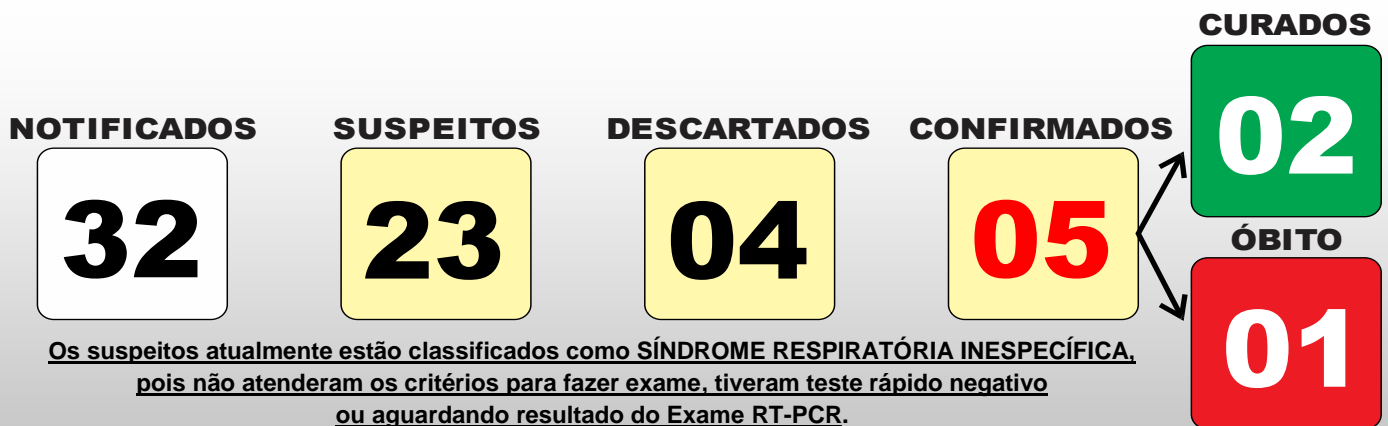 NOTIFICADOS
32
SUSPEITOS
23
DESCARTADOS
04
CONFIRMADOS
05
CURADOS
02
ÓBITO
01
Os suspeitos atualmente estão classificados como SÍNDROME RESPIRATÓRIA INESPECÍFICA,
pois não atenderam os critérios para fazer exame, tiveram teste rápido negativo
ou aguardando resultado do Exame RT-PCR.